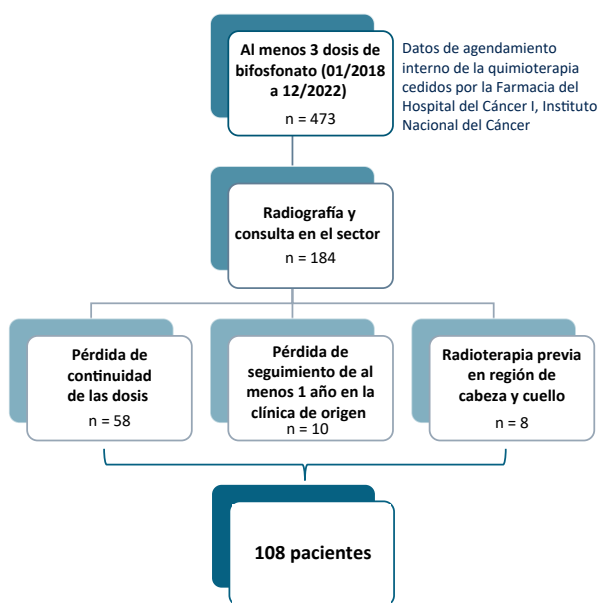 Al menos 3 dosis de
bifosfonato (01/2018
a 12/2022)
n = 473
Datos de agendamiento
interno de la quimioterapia
cedidos por la Farmacia del
Hospital del Cáncer I, Instituto
Nacional del Cáncer
Radiografía y
consulta en el sector
n = 184
Pérdida de
continuidad
de las dosis
n = 58
Pérdida de
seguimiento de al
menos 1 año en la
clínica de origen
n = 10
Radioterapia previa
en región de
cabeza y cuello
n = 8
108 pacientes